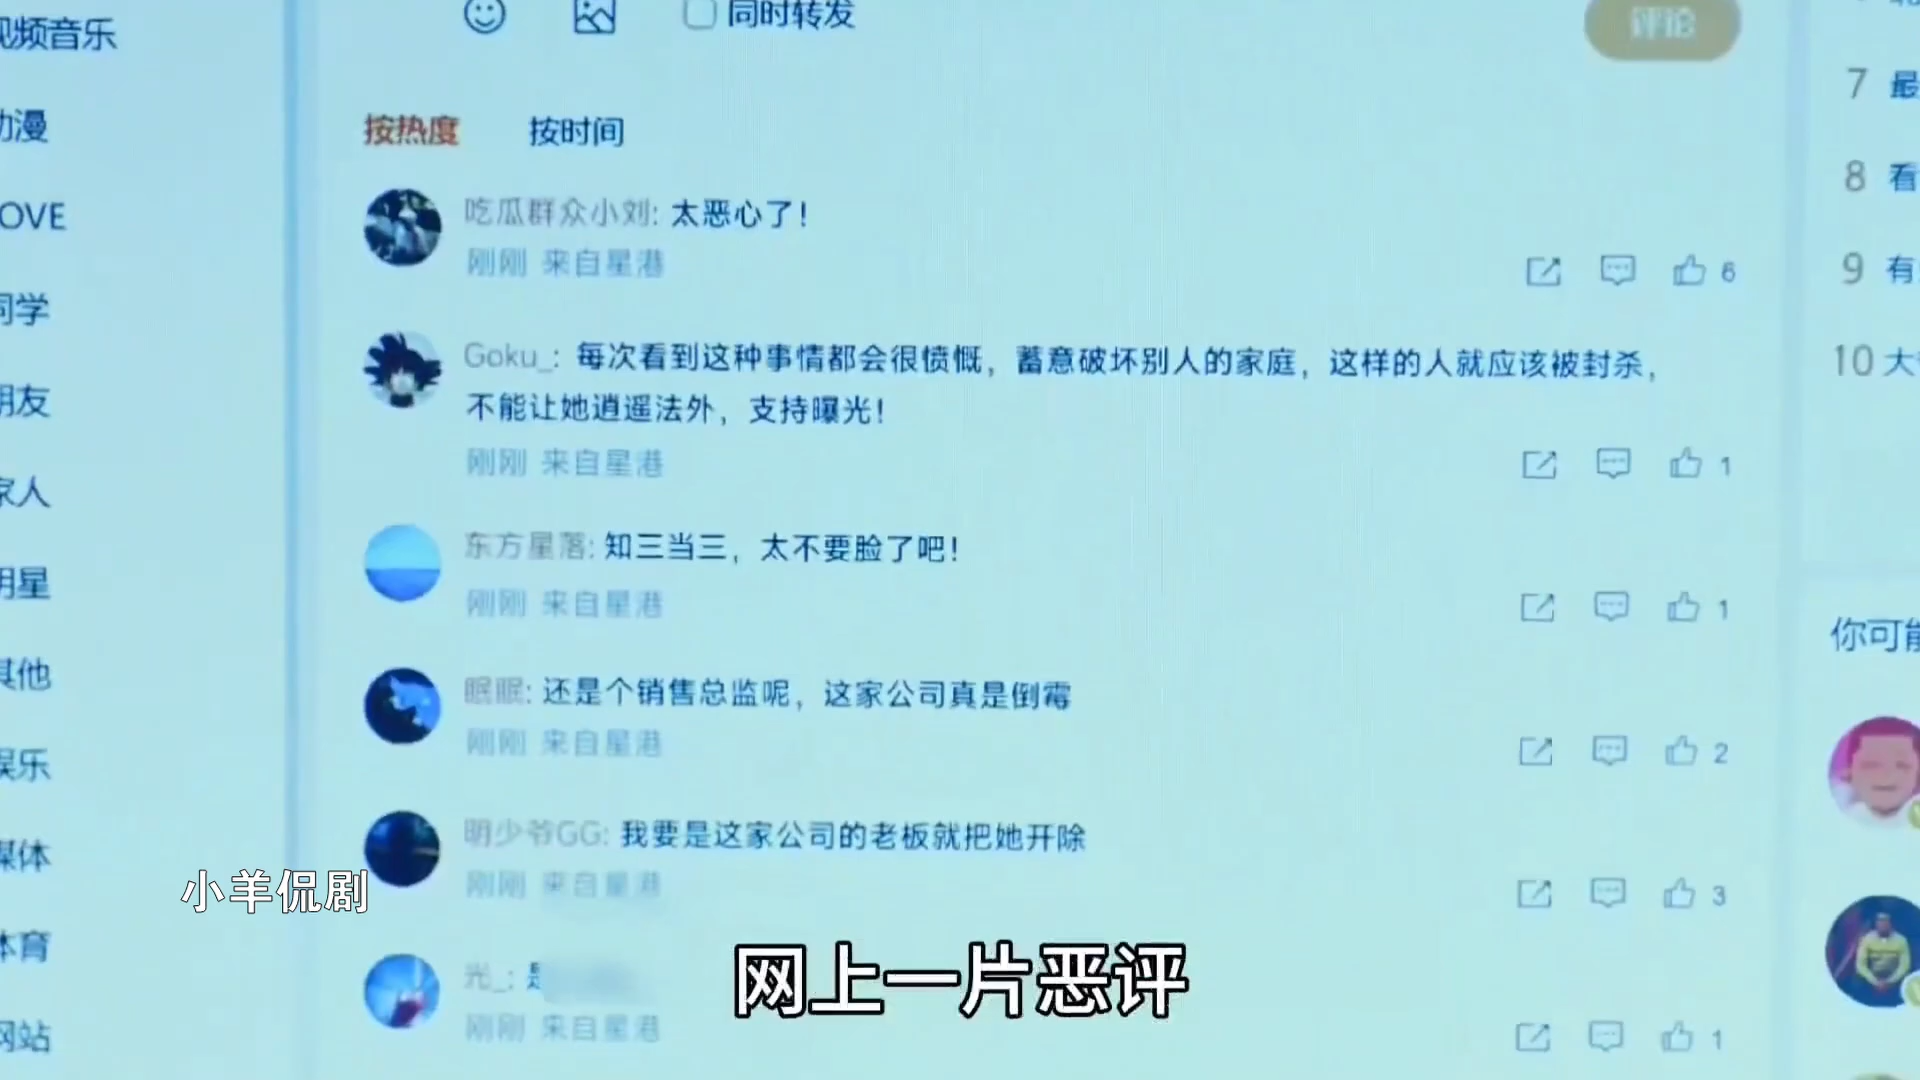 视频音乐
动漫
LOVE
同学
朋友
家人
明星
其他
娱乐
媒体
体育
网站
同时转发
评论
按热度 按时间
吃瓜群众小刘: 太恶心了!
刚刚 来自星港
6
Goku_: 每次看到这种事情都会很愤慨，蓄意破坏别人的家庭，这样的人就应该被封杀，
不能让她逍遥法外，支持曝光!
刚刚 来自星港
1
东方星落: 知三当三，太不要脸了吧!
刚刚 来自星港
1
眠眠: 还是个销售总监呢，这家公司真是倒霉
刚刚 来自星港
2
明少爷GG: 我要是这家公司的老板就把她开除
刚刚 来自星港
3
光_: 是
刚刚 来自星港
1
7 最
8 看
9 有
10 大
你可能
小羊侃剧
网上一片恶评